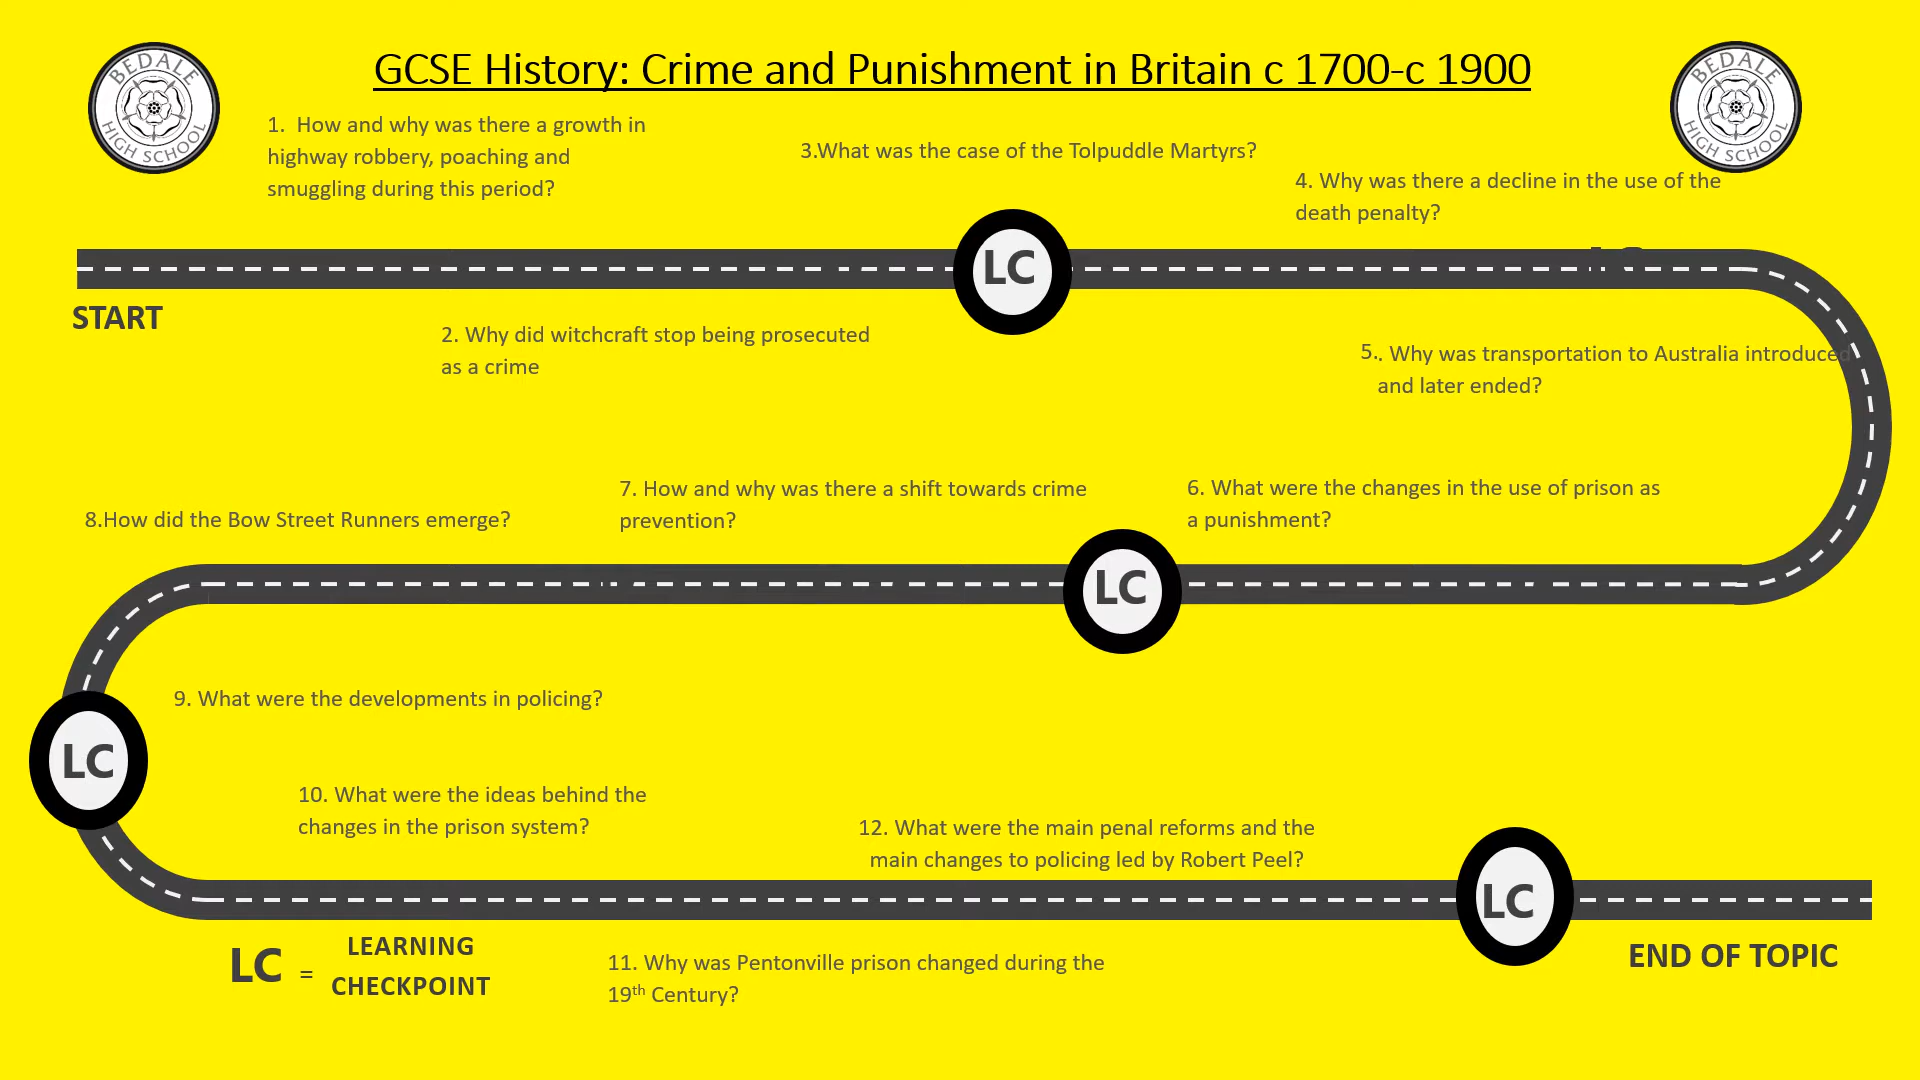 GCSE History: Crime and Punishment in Britain c 1700-c 1900
BEDALE
HIGH SCHOOL
BEDALE
HIGH SCHOOL
1. How and why was there a growth in
highway robbery, poaching and
smuggling during this period?
3.What was the case of the Tolpuddle Martyrs?
4. Why was there a decline in the use of the
death penalty?
LC
START
2. Why did witchcraft stop being prosecuted
as a crime
5.. Why was transportation to Australia introduced
and later ended?
8.How did the Bow Street Runners emerge?
7. How and why was there a shift towards crime
prevention?
6. What were the changes in the use of prison as
a punishment?
LC
9. What were the developments in policing?
LC
10. What were the ideas behind the
changes in the prison system?
12. What were the main penal reforms and the
main changes to policing led by Robert Peel?
LC
LC = LEARNING
CHECKPOINT
11. Why was Pentonville prison changed during the
19th Century?
END OF TOPIC